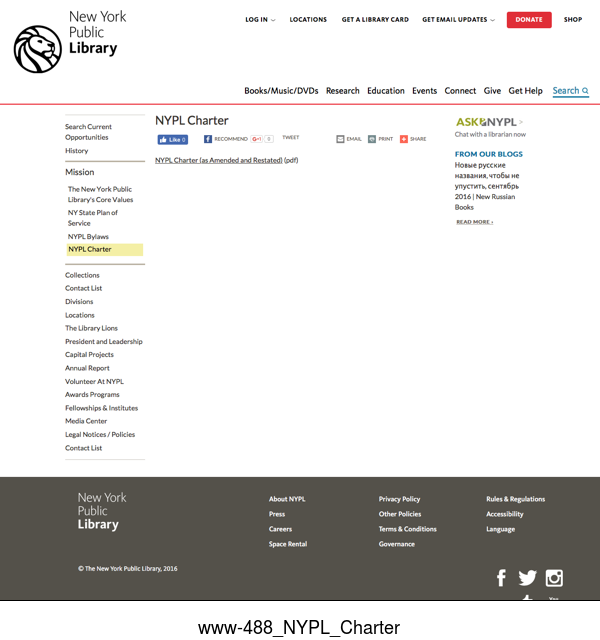 New York
Public
Library
LOG IN
LOCATIONS
GET A LIBRARY CARD
GET EMAIL UPDATES
DONATE
SHOP
Books/Music/DVDs Research Education Events Connect Give Get Help Search
Search Current
Opportunities
History
Mission
The New York Public
Library's Core Values
NY State Plan of
Service
NYPL Bylaws
NYPL Charter
Collections
Contact List
Divisions
Locations
The Library Lions
President and Leadership
Capital Projects
Annual Report
Volunteer At NYPL
Awards Programs
Fellowships & Institutes
Media Center
Legal Notices / Policies
Contact List
NYPL Charter
Like 0
RECOMMEND
G+1 0
TWEET
EMAIL
PRINT
SHARE
NYPL Charter (as Amended and Restated) (pdf)
ASK NYPL >
Chat with a librarian now
FROM OUR BLOGS
Новые русские
названия, чтобы не
упустить, сентябрь
2016 | New Russian
Books
READ MORE ›
New York
Public
Library
© The New York Public Library, 2016
About NYPL
Press
Careers
Space Rental
Privacy Policy
Other Policies
Terms & Conditions
Governance
Rules & Regulations
Accessibility
Language
www-488_NYPL_Charter